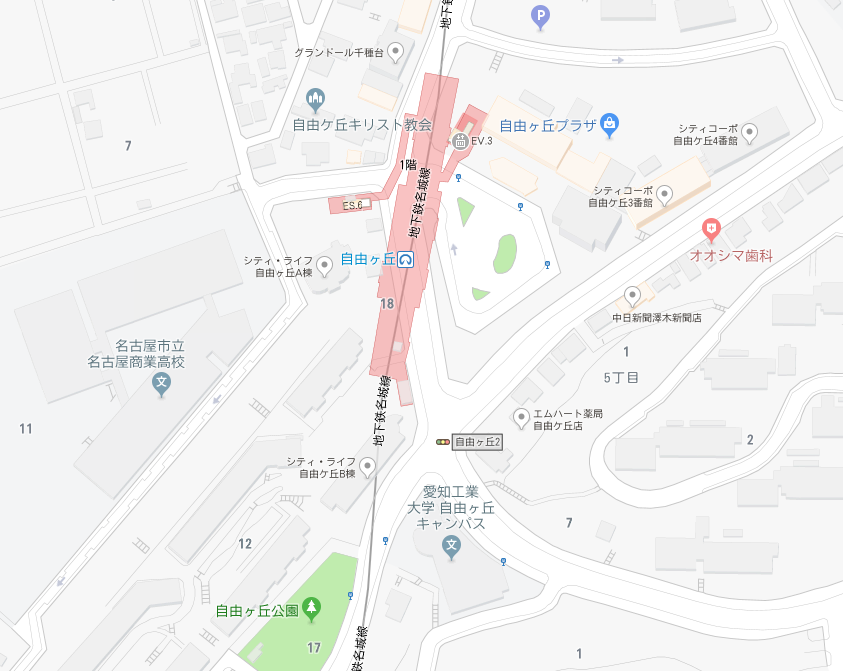 地下鉄
P
グランドール千種台
自由ケ丘キリスト教会
自由ヶ丘プラザ
シティコーポ
自由ケ丘4番館
EV.3
7
1階
地下鉄名城線
シティコーポ
自由ケ丘3番館
ES.6
オオシマ歯科
シティ・ライフ
自由ヶ丘A棟
自由ヶ丘
18
中日新聞澤木新聞店
名古屋市立
名古屋商業高校
文
1
5丁目
地下鉄名城線
エムハート薬局
自由ケ丘店
11
自由ヶ丘2
2
シティ・ライフ
自由ケ丘B棟
愛知工業
大学 自由ヶ丘
キャンパス
文
7
12
自由ヶ丘公園
17
鉄名城線
1